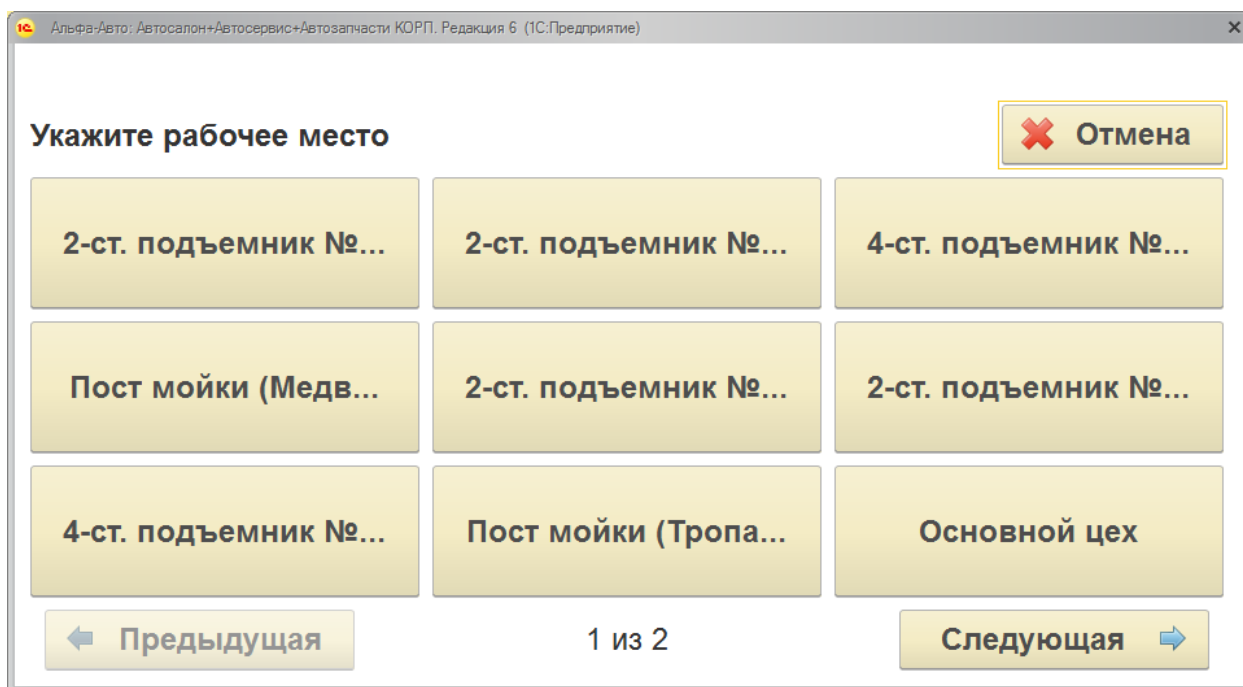 1С Альфа-Авто: Автосалон+Автосервис+Автозапчасти КОРП. Редакция 6 (1С:Предприятие)
Укажите рабочее место
Отмена
2-ст. подъемник №...
2-ст. подъемник №...
4-ст. подъемник №...
Пост мойки (Медв...
2-ст. подъемник №...
2-ст. подъемник №...
4-ст. подъемник №...
Пост мойки (Тропа...
Основной цех
Предыдущая
1 из 2
Следующая